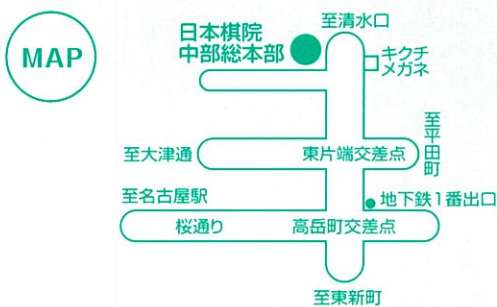 MAP
至清水口
日本棋院
中部総本部
キクチ
メガネ
至大津通
東片端交差点
至平田町
至名古屋駅
地下鉄1番出口
桜通り
高岳町交差点
至東新町